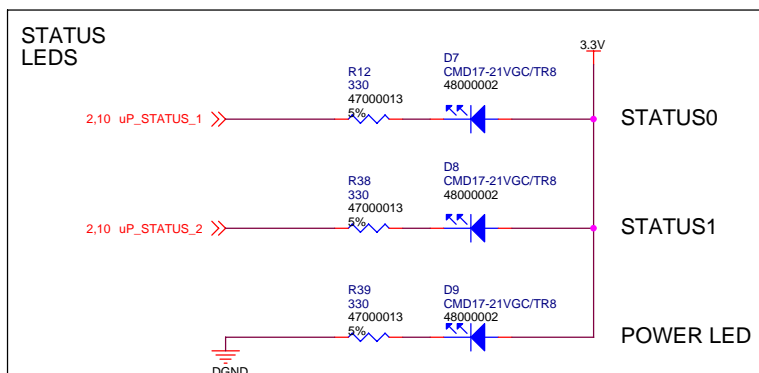 STATUS
LEDS
3.3V
R12
330
47000013
5%
D7
CMD17-21VGC/TR8
48000002
2,10 uP_STATUS_1
STATUS0
R38
330
47000013
5%
D8
CMD17-21VGC/TR8
48000002
2,10 uP_STATUS_2
STATUS1
R39
330
47000013
5%
D9
CMD17-21VGC/TR8
48000002
POWER LED
DGND